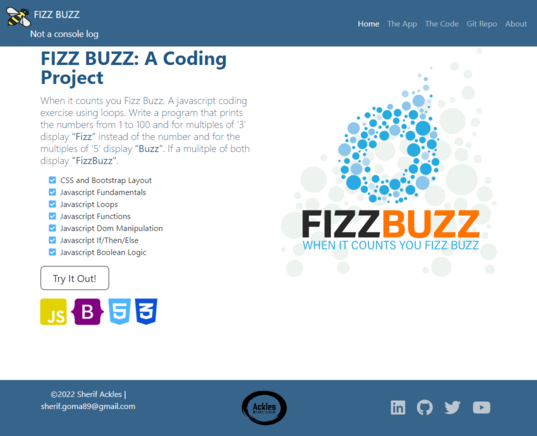 FIZZ BUZZ
Not a console log
Home The App The Code Git Repo About
FIZZ BUZZ: A Coding
Project
When it counts you Fizz Buzz. A javascript coding
exercise using loops. Write a program that prints
the numbers from 1 to 100 and for multiples of '3'
display "Fizz" instead of the number and for the
multiples of '5' display "Buzz". If a mulitple of both
display "FizzBuzz".
CSS and Bootstrap Layout
Javascript Fundamentals
Javascript Loops
Javascript Functions
Javascript Dom Manipulation
Javascript If/Then/Else
Javascript Boolean Logic
Try It Out!
JS B 5 3
FIZZBUZZ
WHEN IT COUNTS YOU FIZZ BUZZ
©2022 Sherif Ackles |
sherif.goma89@gmail.com
Ackles
in